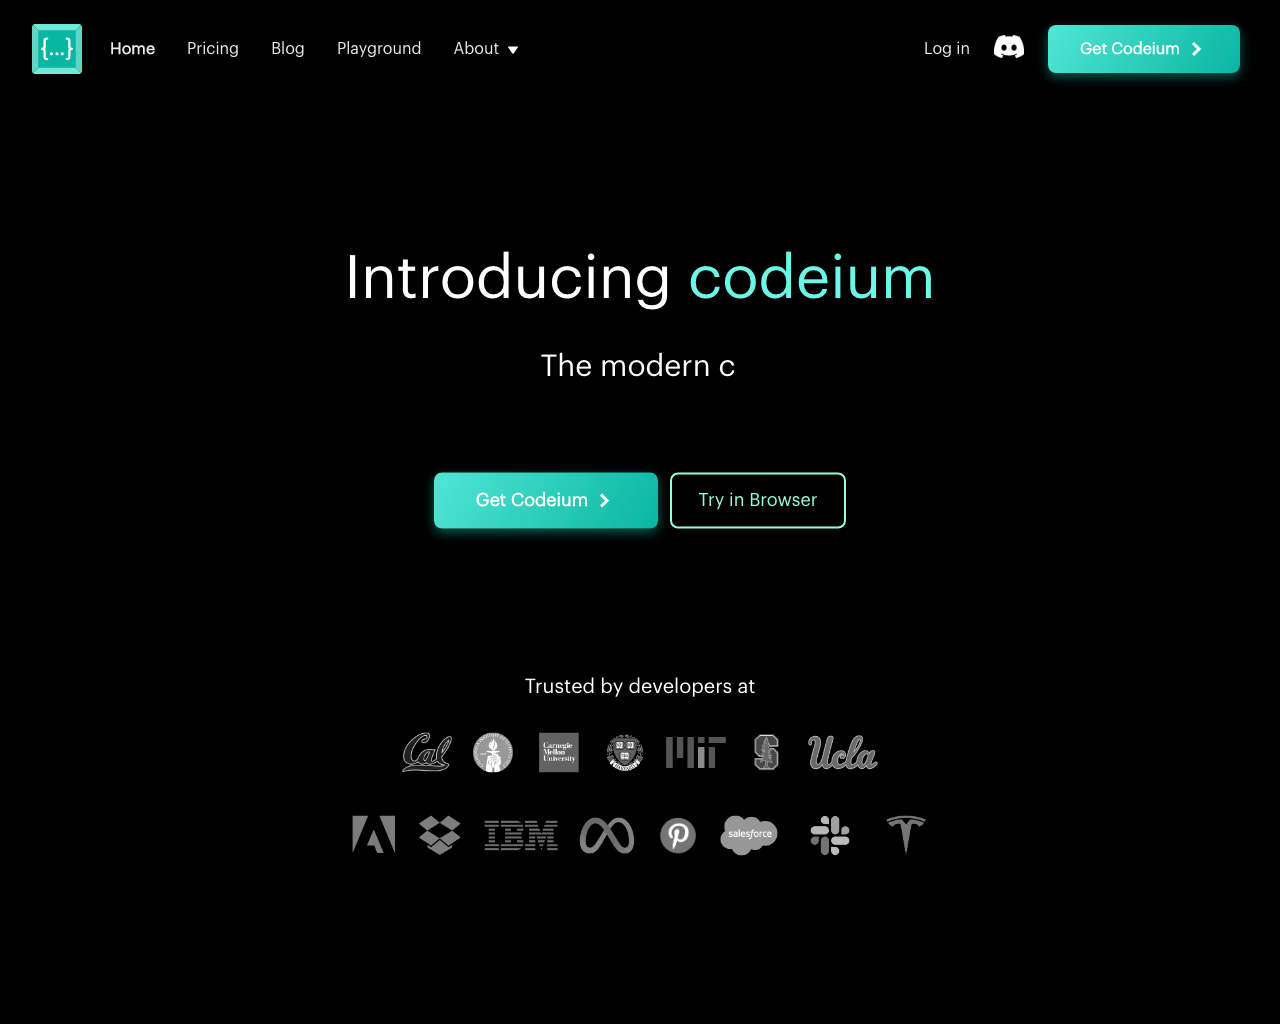 {...} Home Pricing Blog Playground About Log in Get Codeium
Introducing codeium
The modern c
Get Codeium Try in Browser
Trusted by developers at
Cal Carnegie Mellon University MIT S Ucla
IBM salesforce